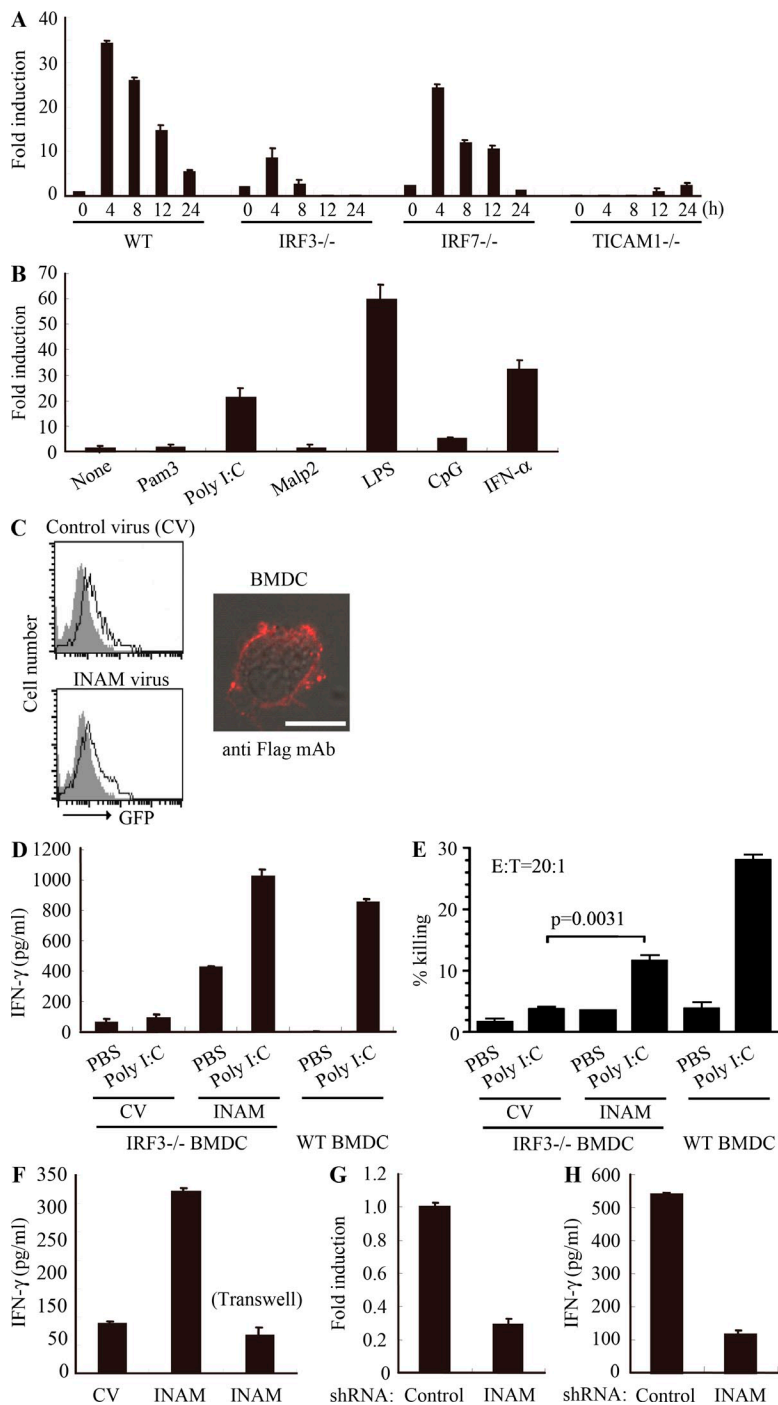 A
Fold induction
40
30
20
10
0
0 4 8 12 24 0 4 8 12 24 0 4 8 12 24 0 4 8 12 24 (h)
WT IRF3-/- IRF7-/- TICAM1-/-
B
Fold induction
70
60
50
40
30
20
10
0
None Pam3 Poly I:C Malp2 LPS CpG IFN-α
C
Control virus (CV)
Cell number
INAM virus
GFP
BMDC
anti Flag mAb
D
IFN-γ (pg/ml)
1200
1000
800
600
400
200
0
PBS Poly I:C PBS Poly I:C PBS Poly I:C
CV INAM
IRF3-/- BMDC WT BMDC
E
% killing
30
20
10
0
E:T=20:1
p=0.0031
PBS Poly I:C PBS Poly I:C PBS Poly I:C
CV INAM
IRF3-/- BMDC WT BMDC
F
IFN-γ (pg/ml)
350
300
250
150
100
50
0
(Transwell)
CV INAM INAM
G
Fold induction
1.2
1.0
0.8
0.6
0.4
0.2
0
shRNA: Control INAM
H
IFN-γ (pg/ml)
600
500
400
300
200
100
0
shRNA: Control INAM